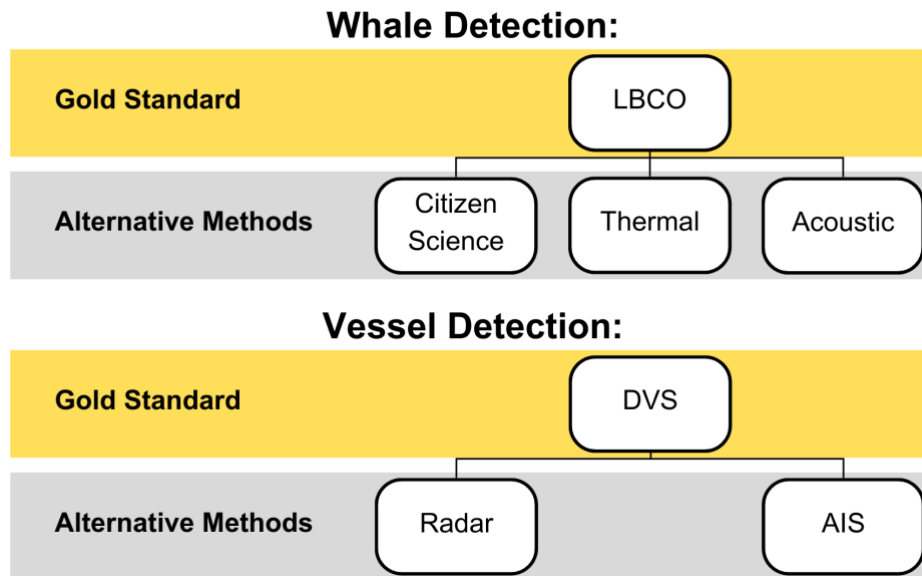 Whale Detection:
Gold Standard
LBCO
Alternative Methods
Citizen
Science
Thermal
Acoustic
Vessel Detection:
Gold Standard
DVS
Alternative Methods
Radar
AIS